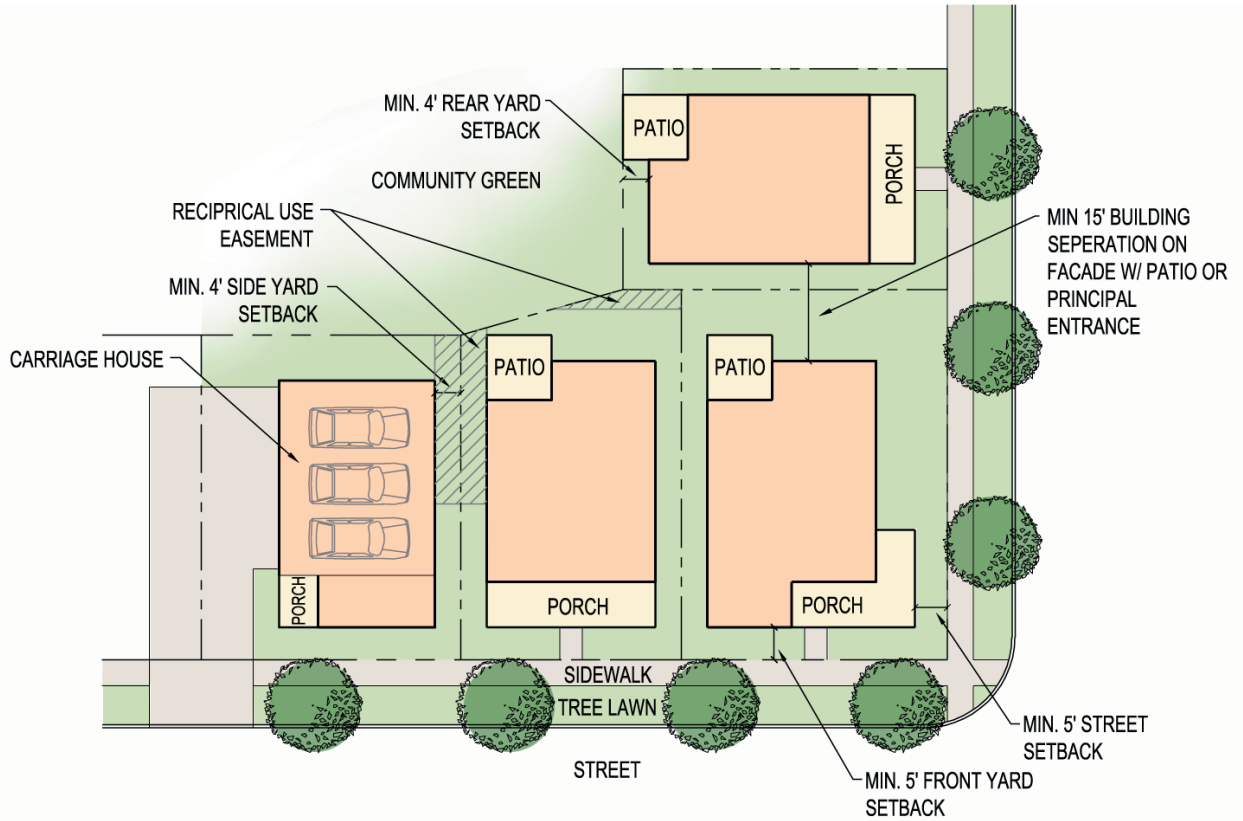 MIN. 4' REAR YARD
SETBACK
PATIO
PORCH
COMMUNITY GREEN
RECIPRICAL USE
EASEMENT
MIN 15' BUILDING
SEPERATION ON
FACADE W/ PATIO OR
PRINCIPAL
ENTRANCE
MIN. 4' SIDE YARD
SETBACK
CARRIAGE HOUSE
PATIO
PATIO
PORCH
PORCH
PORCH
SIDEWALK
TREE LAWN
STREET
MIN. 5' STREET
SETBACK
MIN. 5' FRONT YARD
SETBACK